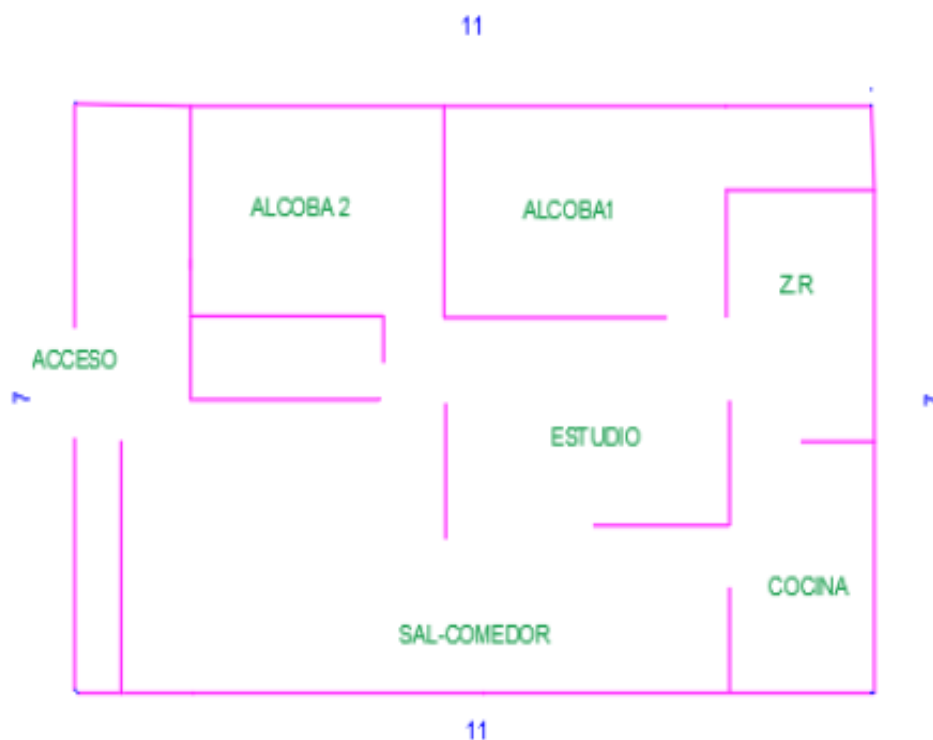 11
ALCOBA 2
ALCOBA1
Z.R
ACCESO
7
7
ESTUDIO
COCINA
SAL-COMEDOR
11